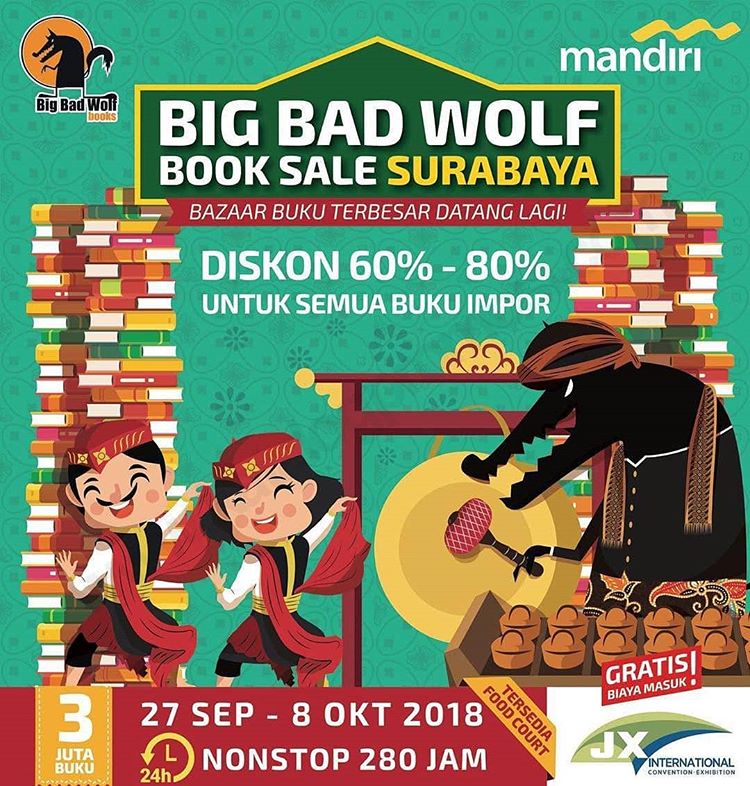 Big Bad Wolf
books
mandiri
BIG BAD WOLF
BOOK SALE SURABAYA
BAZAAR BUKU TERBESAR DATANG LAGI!
DISKON 60% - 80%
UNTUK SEMUA BUKU IMPOR
GRATIS!
BIAYA MASUK
3
JUTA
BUKU
27 SEP - 8 OKT 2018
24h
NONSTOP 280 JAM
TERSEDIA
FOOD COURT
JX
INTERNATIONAL
CONVENTION-EXHIBITION